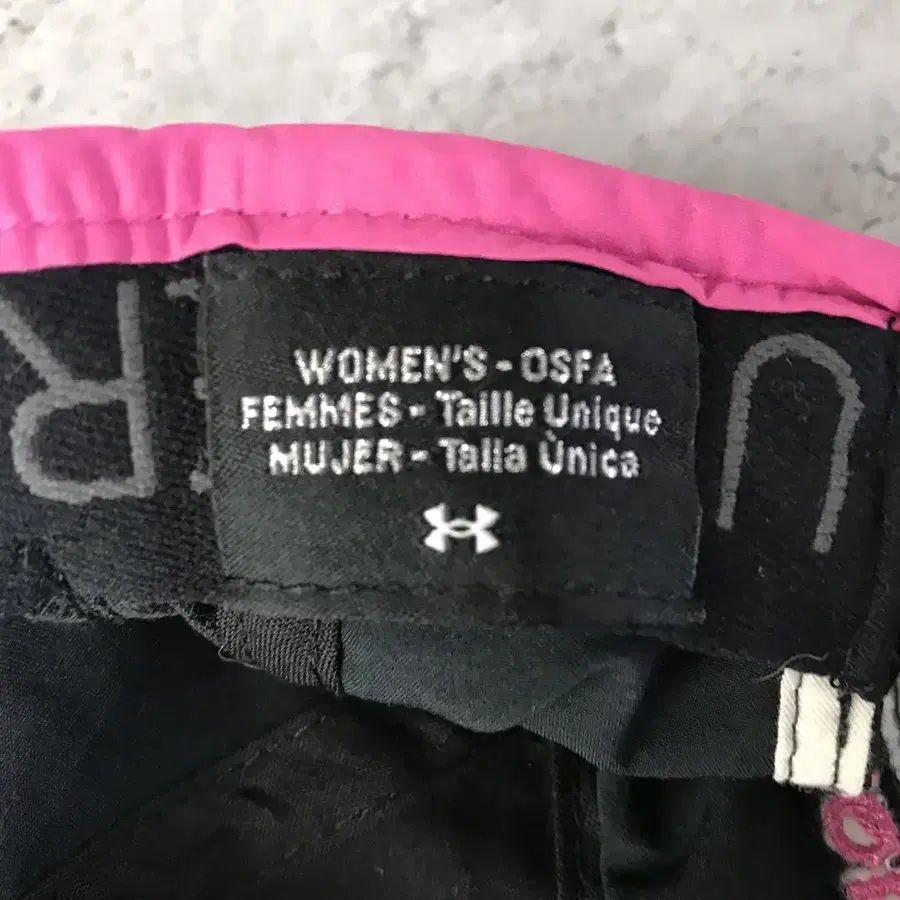 WOMEN'S - OSFA
FEMMES - Taille Unique
MUJER - Talla Ùnica